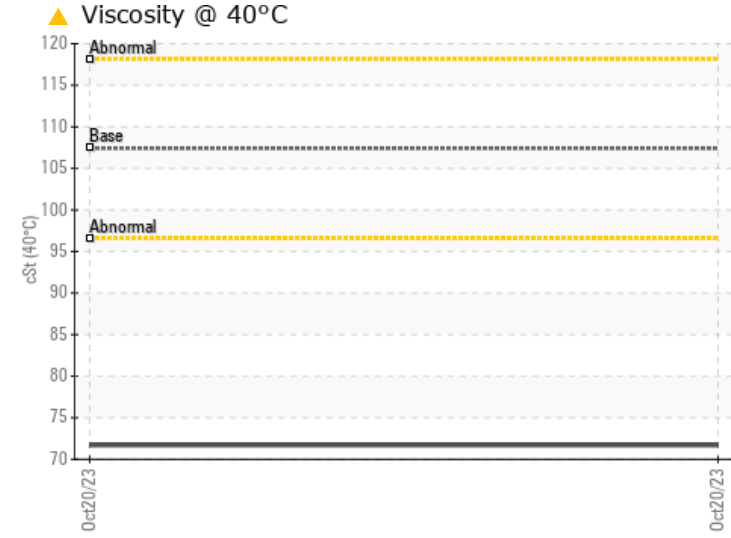 Viscosity @ 40°C
120
Abnormal
115
110
Base
105
100
Abnormal
95
90
85
80
75
70
cSt (40°C)
Oct20/23
Oct20/23